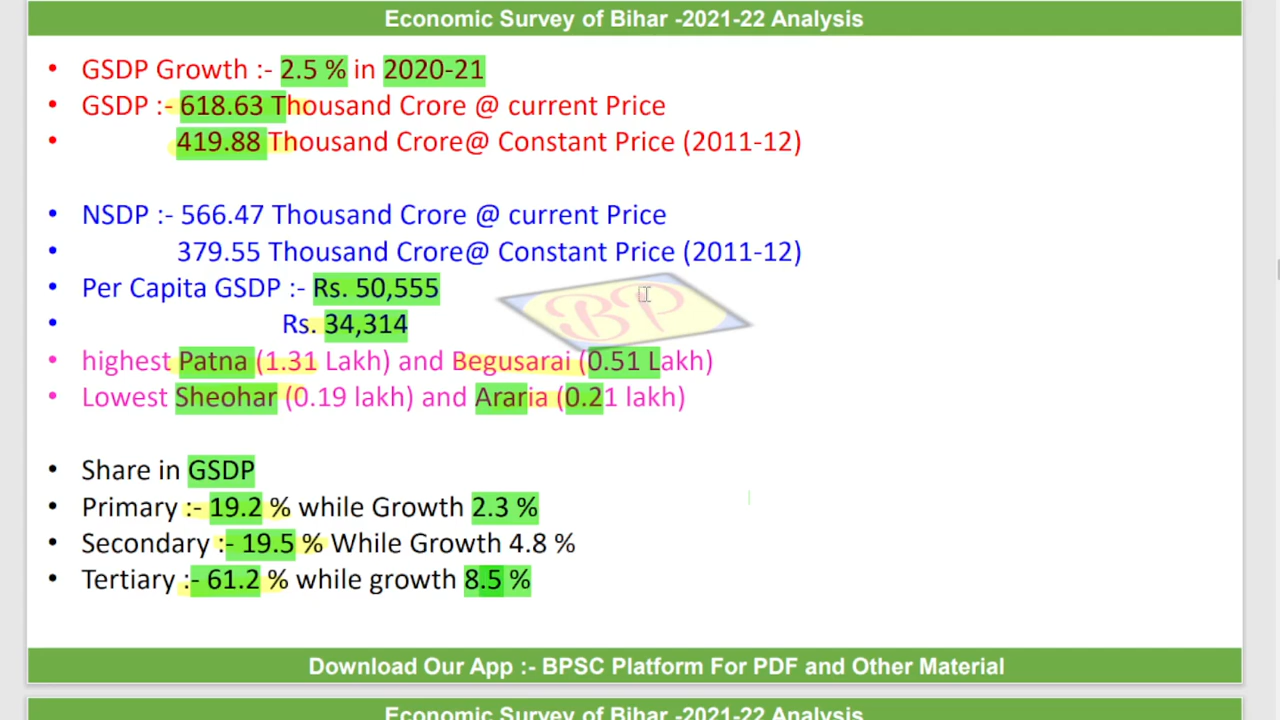 Economic Survey of Bihar -2021-22 Analysis
• GSDP Growth :- 2.5 % in 2020-21
• GSDP :- 618.63 Thousand Crore @ current Price
• 419.88 Thousand Crore@ Constant Price (2011-12)
• NSDP :- 566.47 Thousand Crore @ current Price
• 379.55 Thousand Crore@ Constant Price (2011-12)
• Per Capita GSDP :- Rs. 50,555
• Rs. 34,314
BP
• highest Patna (1.31 Lakh) and Begusarai (0.51 Lakh)
• Lowest Sheohar (0.19 lakh) and Araria (0.21 lakh)
• Share in GSDP
• Primary :- 19.2 % while Growth 2.3 %
• Secondary :- 19.5 % While Growth 4.8 %
• Tertiary :- 61.2 % while growth 8.5 %
Download Our App :- BPSC Platform For PDF and Other Material
Economic Survey of Bihar -2021-22 Analysis